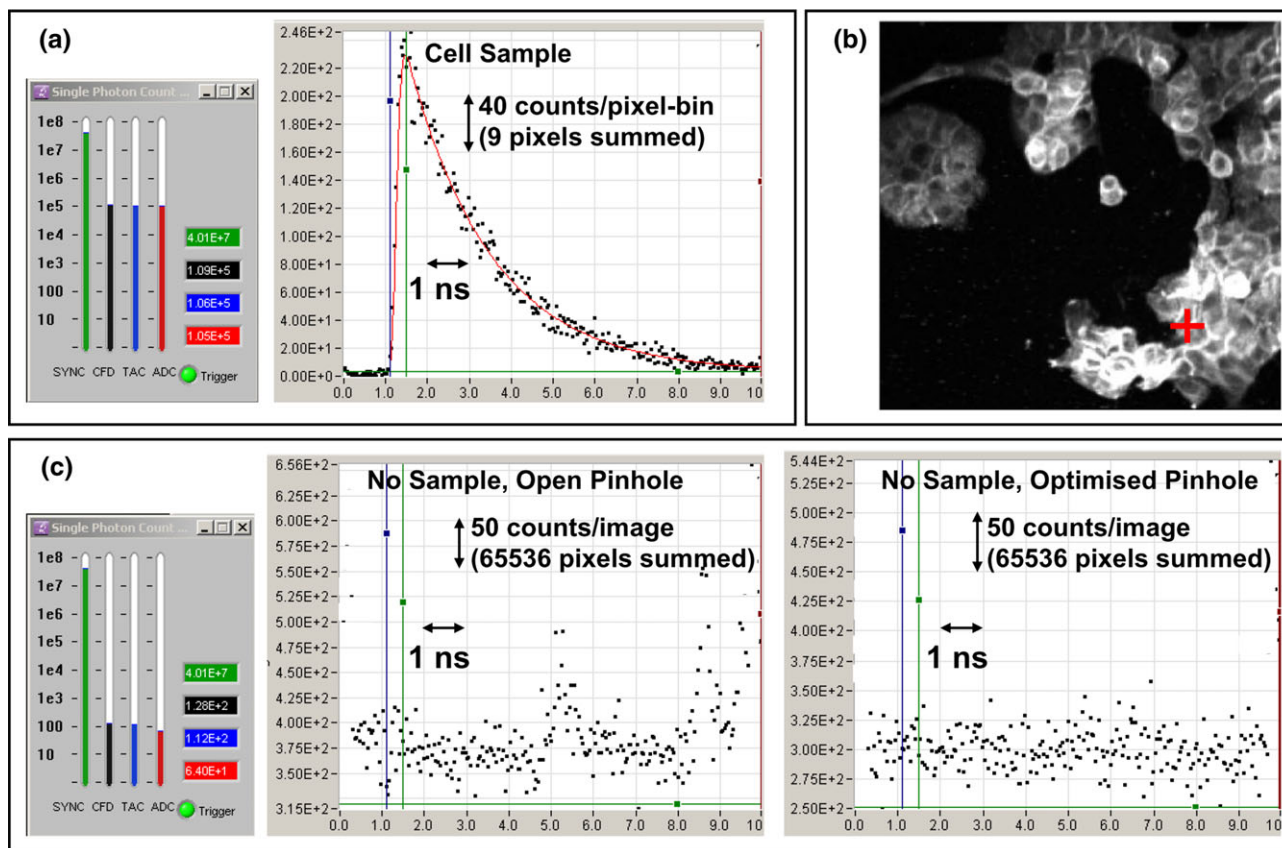 (a)
Single Photon Count ...
1e8
1e7
1e6
1e5
1e4
1e3
100
10
4.01E+7
1.09E+5
1.06E+5
1.05E+5
SYNC CFD TAC ADC Trigger
2.46E+2
2.00E+2
1.80E+2
1.60E+2
1.40E+2
1.20E+2
1.00E+2
8.00E+1
6.00E+1
4.00E+1
2.00E+1
0.00E+0
0.0 1.0 2.0 3.0 4.0 5.0 6.0 7.0 8.0 9.0 10
Cell Sample
40 counts/pixel-bin
(9 pixels summed)
1 ns
(b)
(c)
Single Photon Count ...
1e8
1e7
1e6
1e5
1e4
1e3
100
10
4.01E+7
1.28E+2
1.12E+2
6.40E+1
SYNC CFD TAC ADC Trigger
6.56E+2
6.25E+2
6.00E+2
5.75E+2
5.50E+2
5.25E+2
5.00E+2
4.75E+2
4.50E+2
4.25E+2
4.00E+2
3.75E+2
3.50E+2
3.15E+2
0.0 1.0 2.0 3.0 4.0 5.0 6.0 7.0 8.0 9.0 10
No Sample, Open Pinhole
50 counts/image
(65536 pixels summed)
1 ns
5.44E+2
5.00E+2
4.75E+2
4.50E+2
4.25E+2
4.00E+2
3.75E+2
3.50E+2
3.25E+2
3.00E+2
2.75E+2
2.50E+2
0.0 1.0 2.0 3.0 4.0 5.0 6.0 7.0 8.0 9.0 10
No Sample, Optimised Pinhole
50 counts/image
(65536 pixels summed)
1 ns